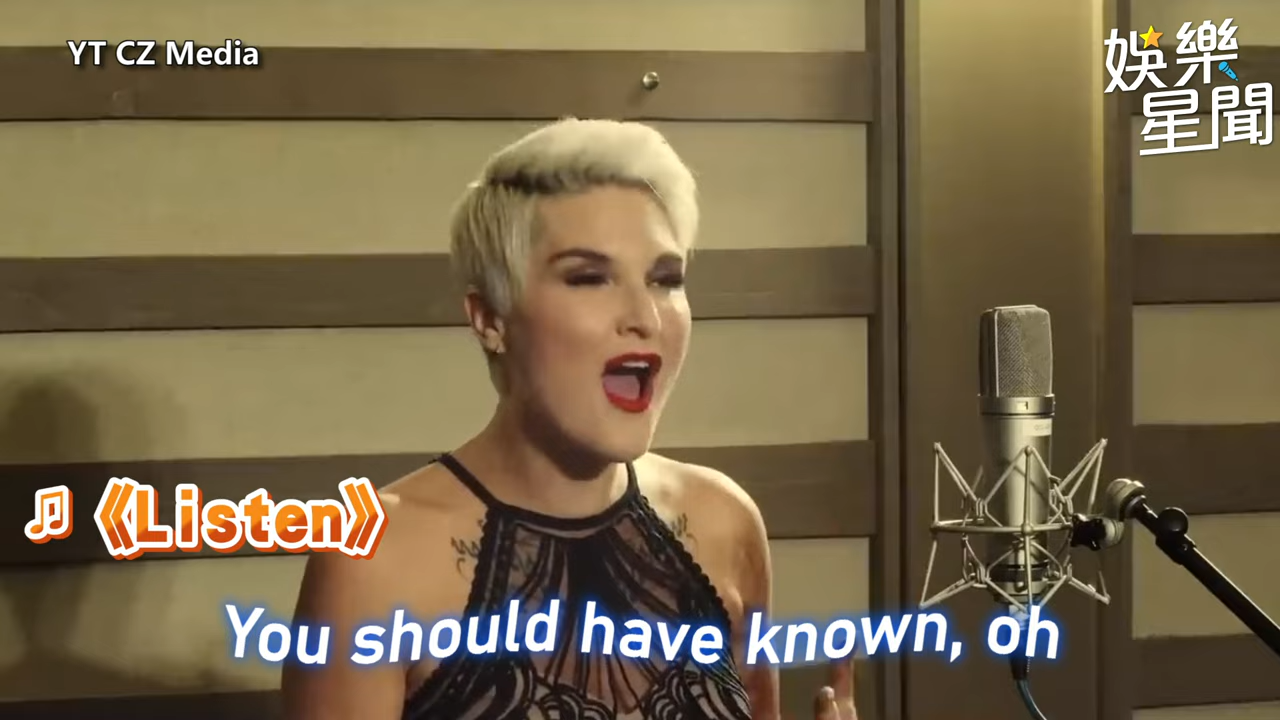 YT CZ Media
娛樂
星聞
♫《Listen》
You should have known, oh